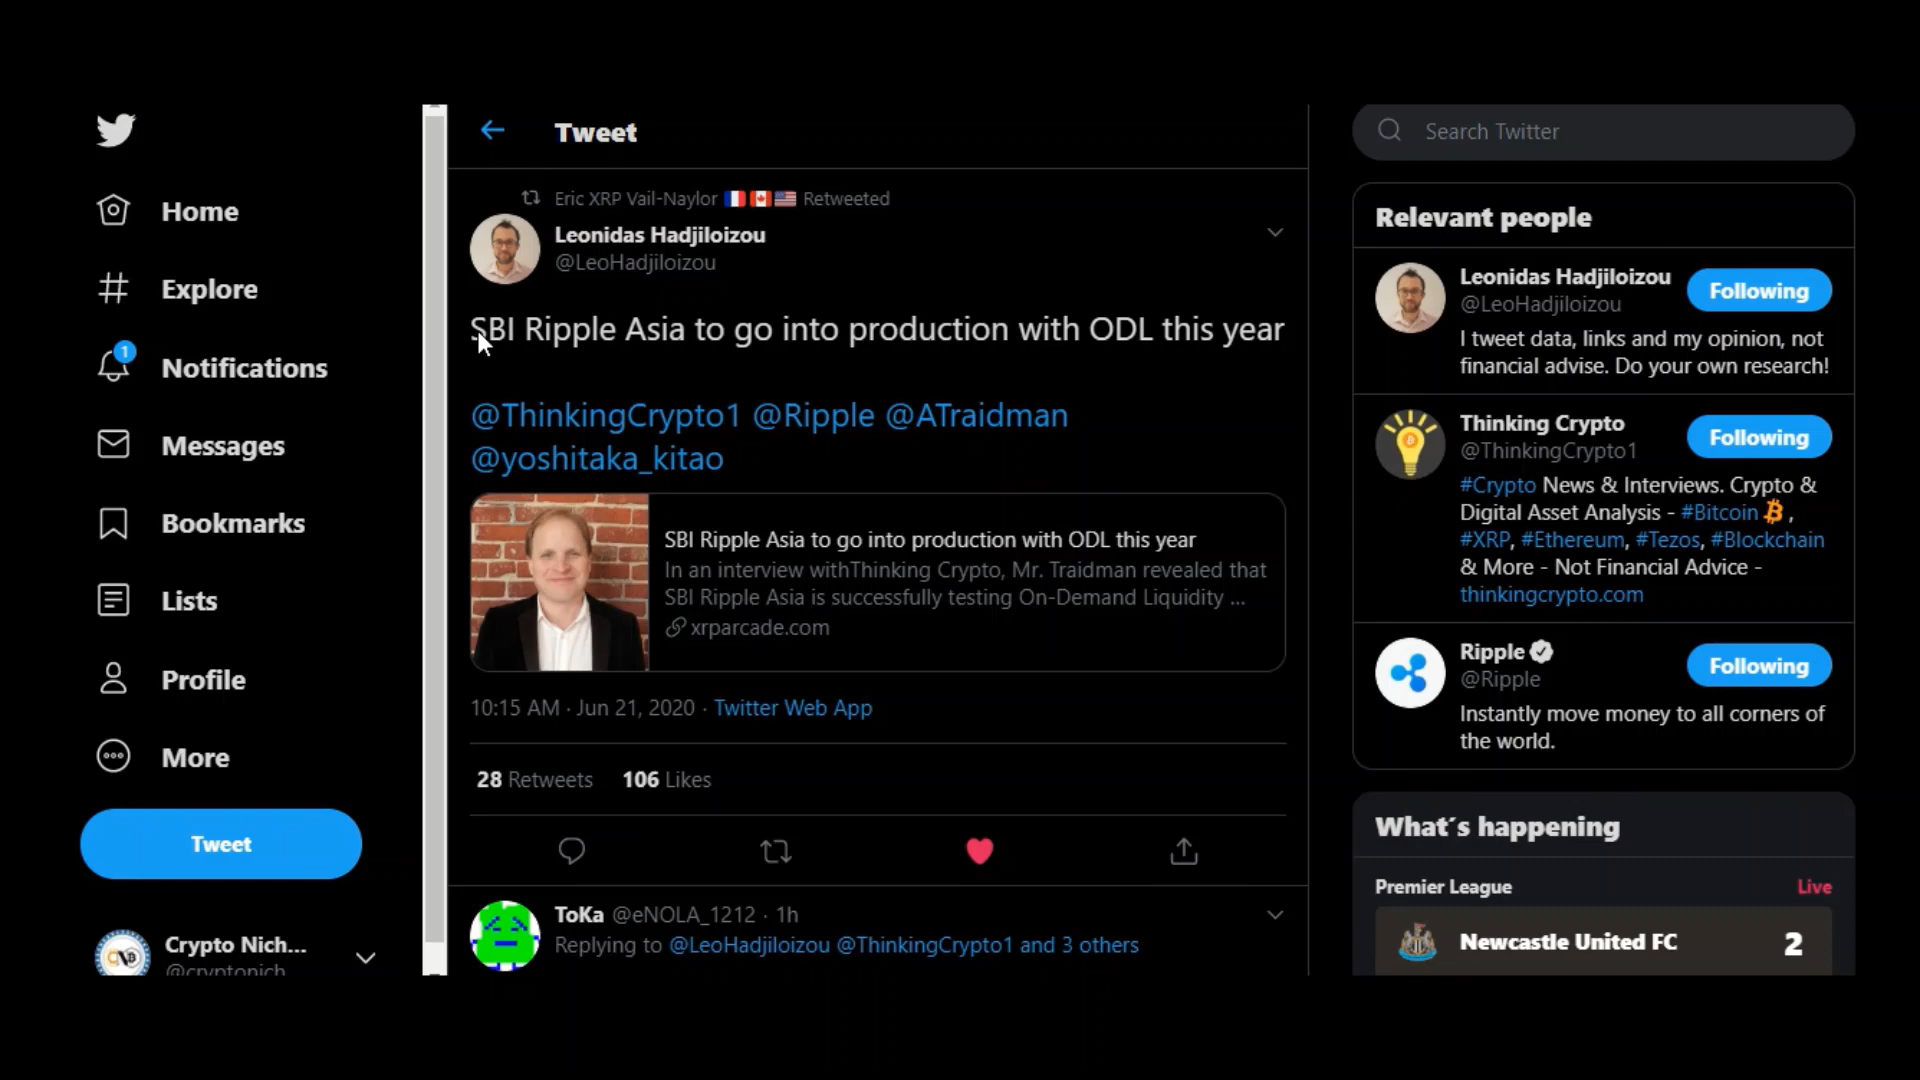 Home
Explore
1
Notifications
Messages
Bookmarks
Lists
Profile
More
Tweet
Crypto Nich...
@cryptonich
Tweet
Eric XRP Vail-Naylor 🇫🇷🇨🇦🇺🇸 Retweeted
Leonidas Hadjiloizou
@LeoHadjiloizou
SBI Ripple Asia to go into production with ODL this year
@ThinkingCrypto1 @Ripple @ATraidman
@yoshitaka_kitao
SBI Ripple Asia to go into production with ODL this year
In an interview withThinking Crypto, Mr. Traidman revealed that
SBI Ripple Asia is successfully testing On-Demand Liquidity ...
xrparcade.com
10:15 AM · Jun 21, 2020 · Twitter Web App
28 Retweets 106 Likes
ToKa @eNOLA_1212 · 1h
Replying to @LeoHadjiloizou @ThinkingCrypto1 and 3 others
Search Twitter
Relevant people
Leonidas Hadjiloizou
@LeoHadjiloizou
Following
I tweet data, links and my opinion, not
financial advise. Do your own research!
Thinking Crypto
@ThinkingCrypto1
Following
#Crypto News & Interviews. Crypto &
Digital Asset Analysis - #Bitcoin ₿ ,
#XRP, #Ethereum, #Tezos, #Blockchain
& More - Not Financial Advice -
thinkingcrypto.com
Ripple
@Ripple
Following
Instantly move money to all corners of
the world.
What´s happening
Premier League Live
Newcastle United FC 2